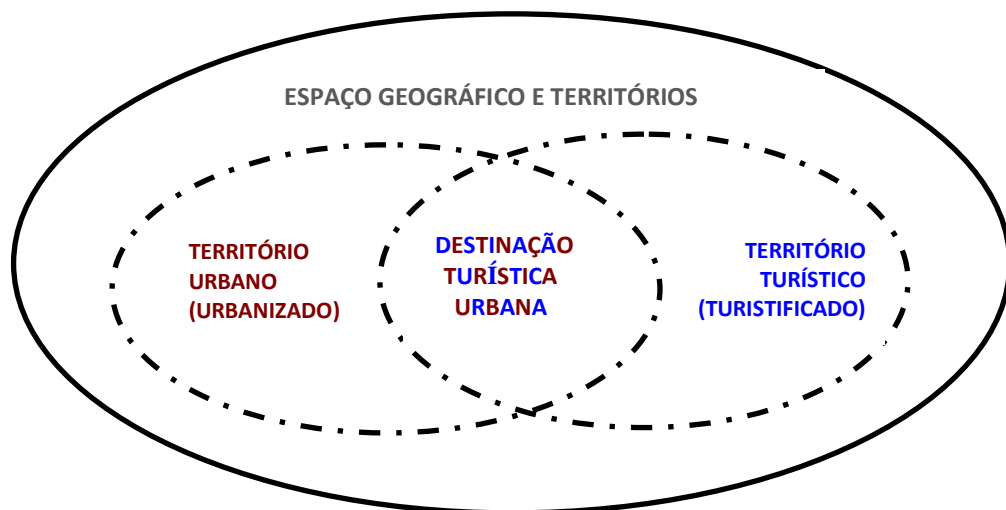 ESPAÇO GEOGRÁFICO E TERRITÓRIOS
TERRITÓRIO
URBANO
(URBANIZADO)
DESTINAÇÃO
TURÍSTICA
URBANA
TERRITÓRIO
TURÍSTICO
(TURISTIFICADO)